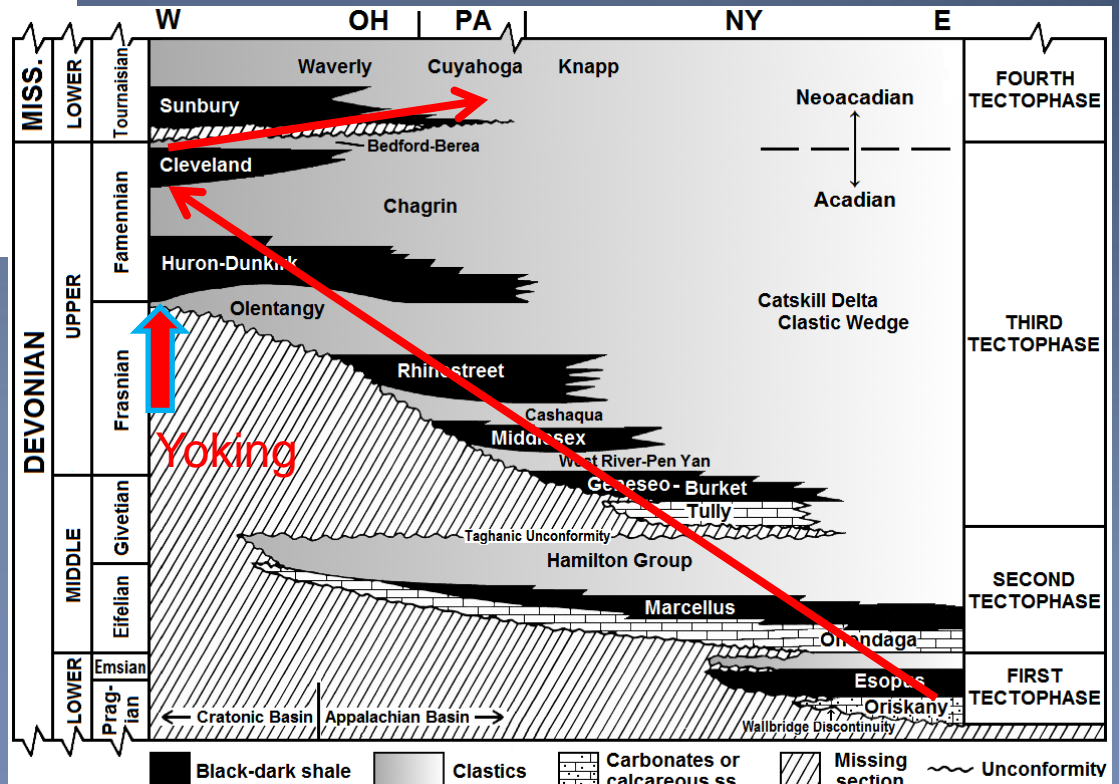 W OH PA NY E
MISS.
LOWER
Tournaisian
DEVONIAN
UPPER
Famennian
Frasnian
MIDDLE
Givetian
Eifelian
LOWER
Emsian
Prag-
ian
Waverly Cuyahoga Knapp
Sunbury
Bedford-Berea
Cleveland
Chagrin
Huron-Dunkirk
Olentangy
Rhinestreet
Cashaqua
Middlesex
West River-Pen Yan
Geneseo - Burket
Tully
Taghanic Unconformity
Hamilton Group
Marcellus
Onondaga
Esopus
Oriskany
Wallbridge Discontinuity
Yoking
Neoacadian
Acadian
Catskill Delta
Clastic Wedge
Cratonic Basin Appalachian Basin
FOURTH
TECTOPHASE
THIRD
TECTOPHASE
SECOND
TECTOPHASE
FIRST
TECTOPHASE
Black-dark shale
Clastics
Carbonates or
calcareous ss
Missing
section
Unconformity